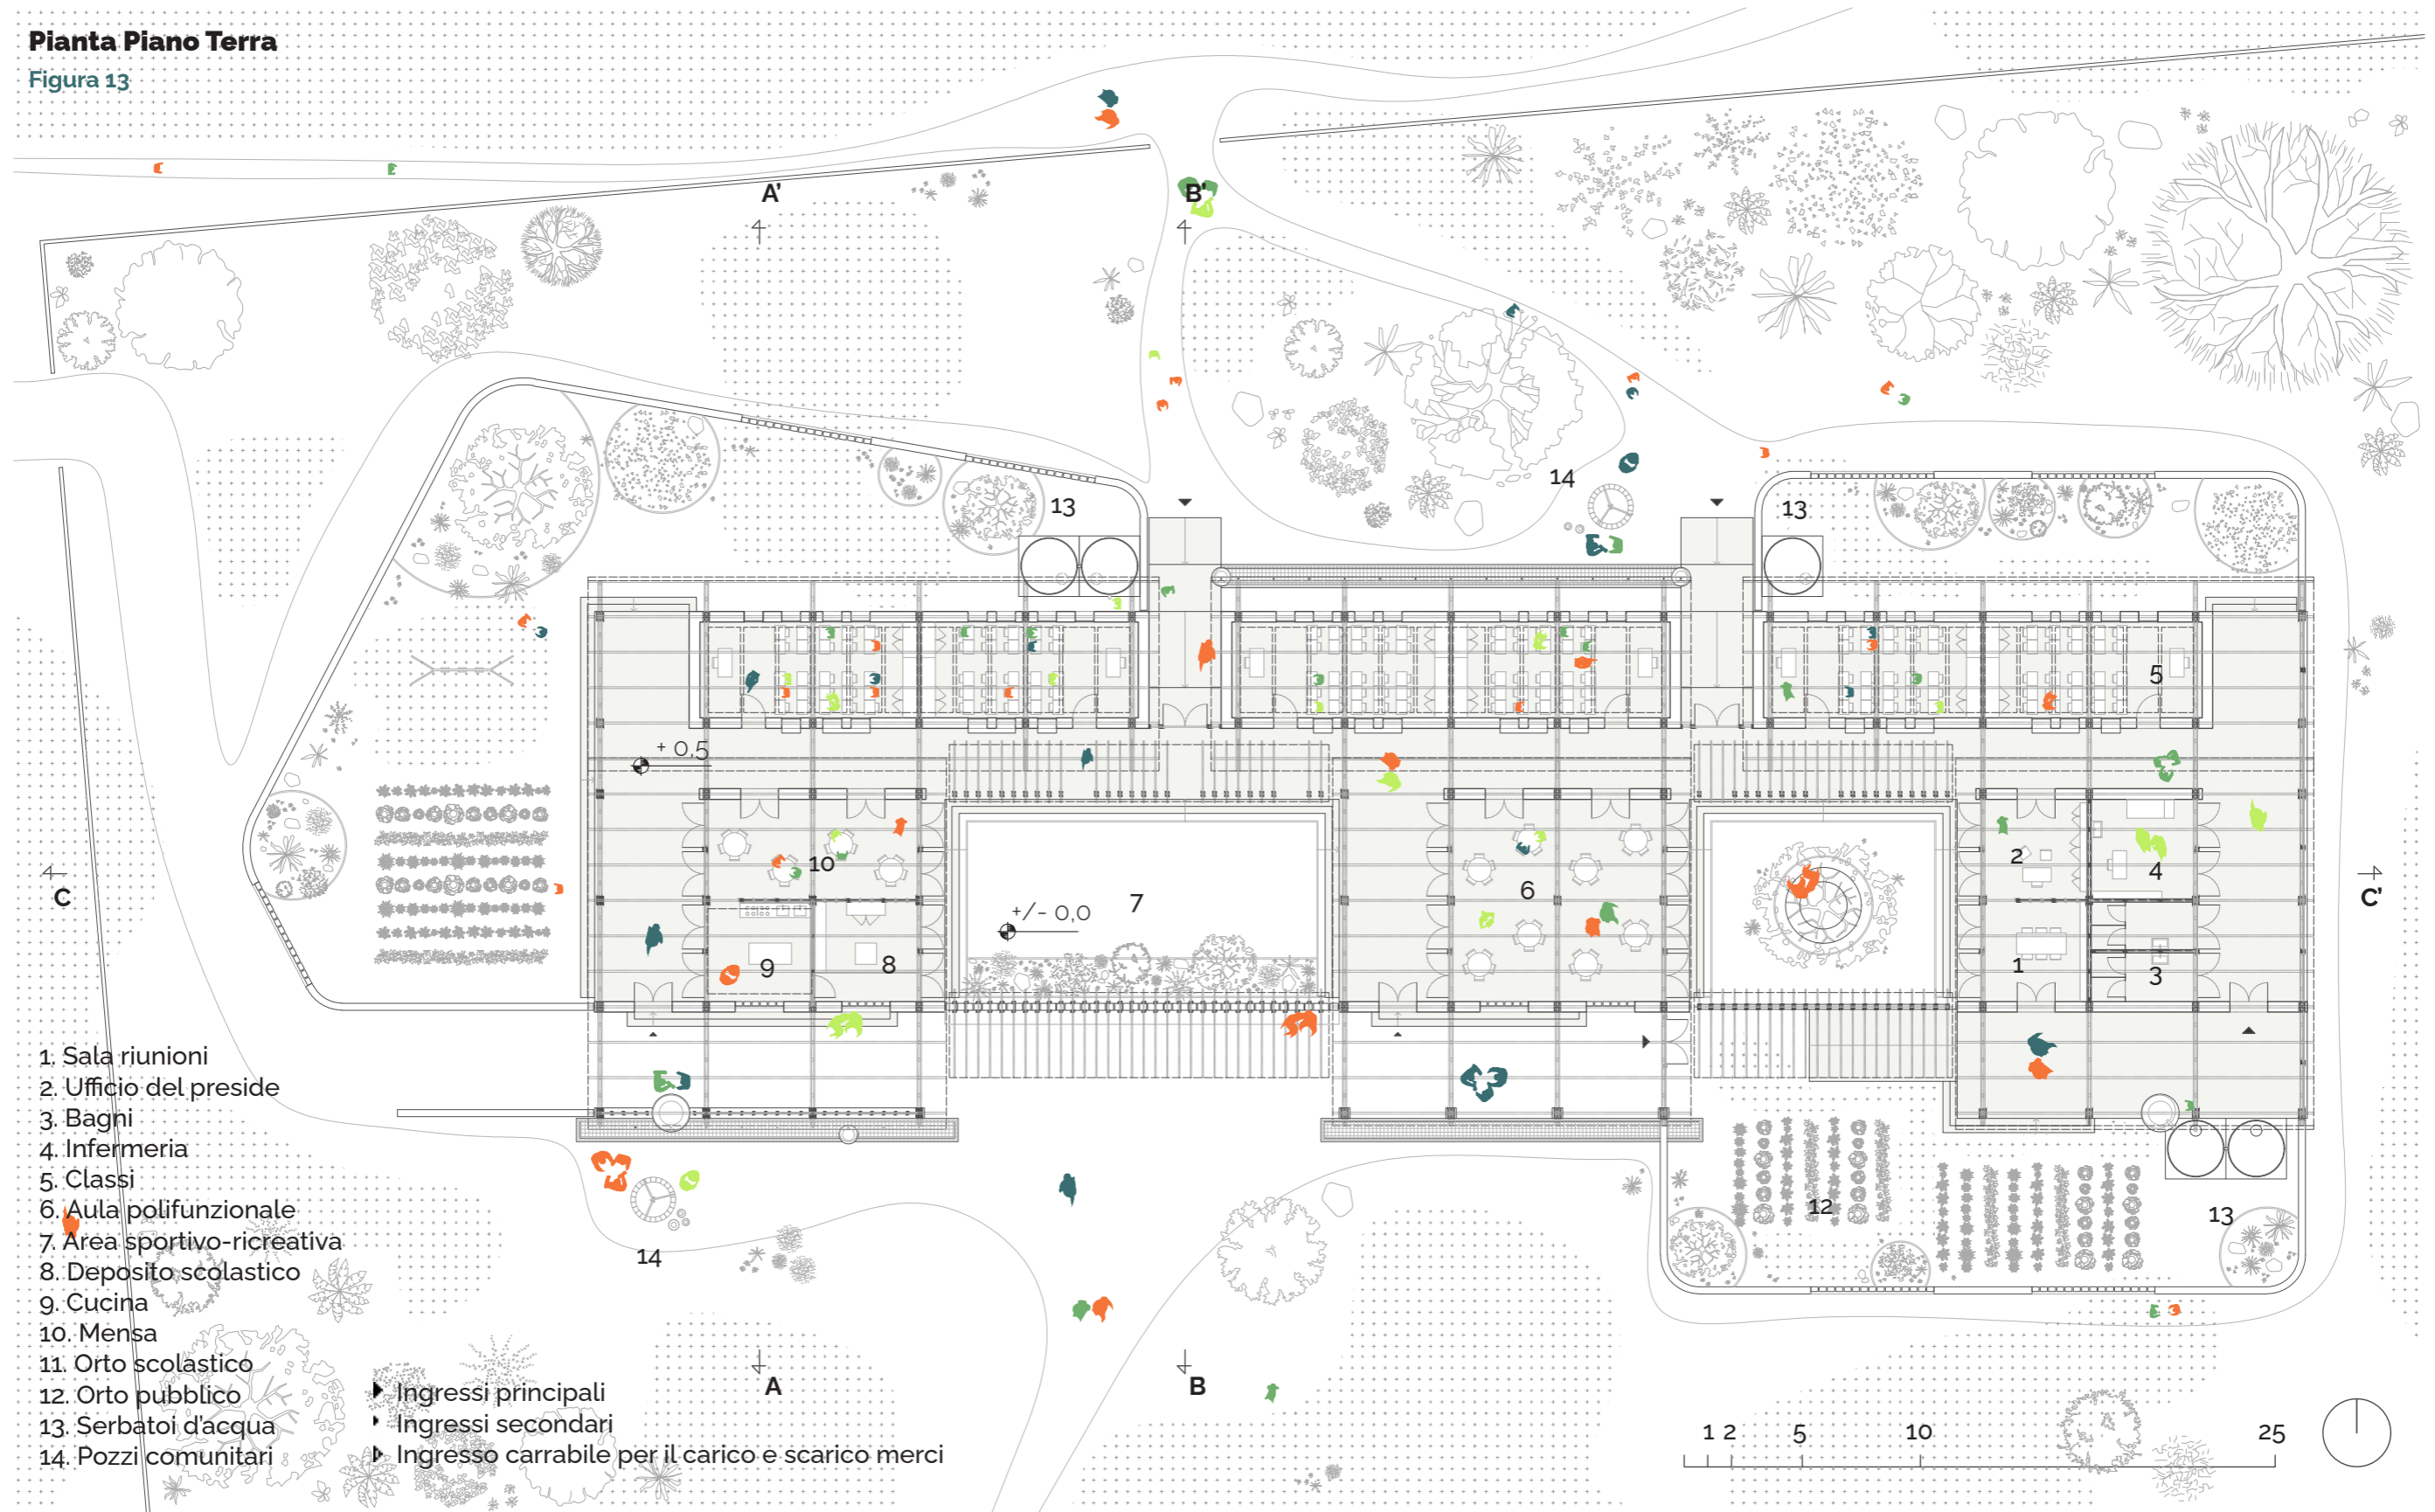 Pianta Piano Terra
Figura 13
A'
B'
14
13
13
5
+ 0,5
10
2
4
C
7
6
C'
+/- 0,0
9
8
1
3
1. Sala riunioni
2. Ufficio del preside
3. Bagni
4. Infermeria
5. Classi
6. Aula polifunzionale
7. Area sportivo-ricreativa
8. Deposito scolastico
9. Cucina
10. Mensa
11. Orto scolastico
12. Orto pubblico
13. Serbatoi d'acqua
14. Pozzi comunitari
14
12
13
A
B
Ingressi principali
Ingressi secondari
Ingresso carrabile per il carico e scarico merci
1 2 5 10 25